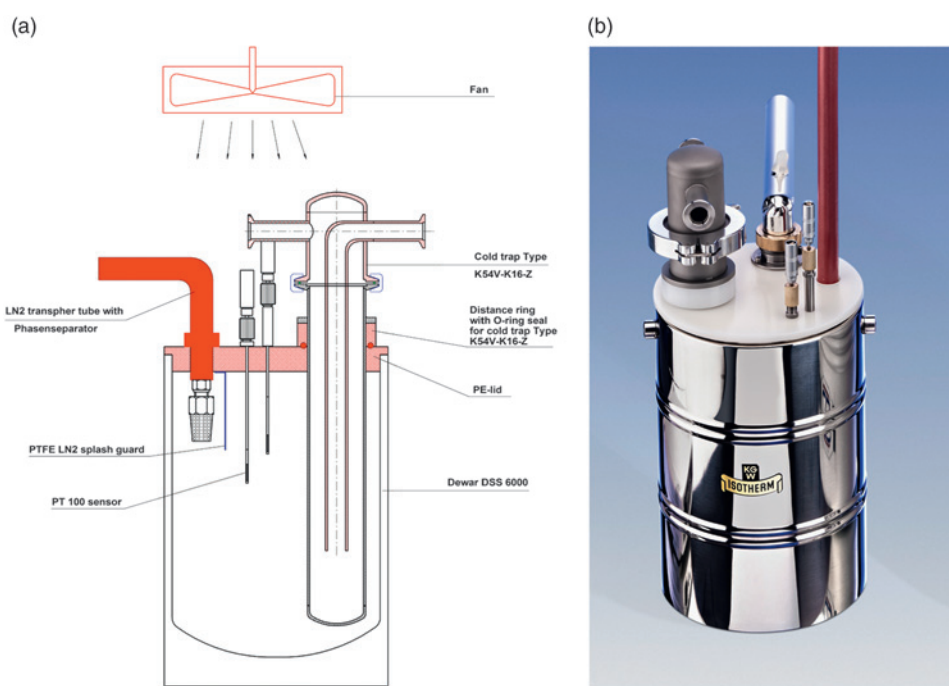 (a)
(b)
Fan
Cold trap Type
K54V-K16-Z
LN2 transpher tube with
Phasenseparator
Distance ring
with O-ring seal
for cold trap Type
K54V-K16-Z
PE-lid
PTFE LN2 splash guard
PT 100 sensor
Dewar DSS 6000
KG
W
ISOTHERM